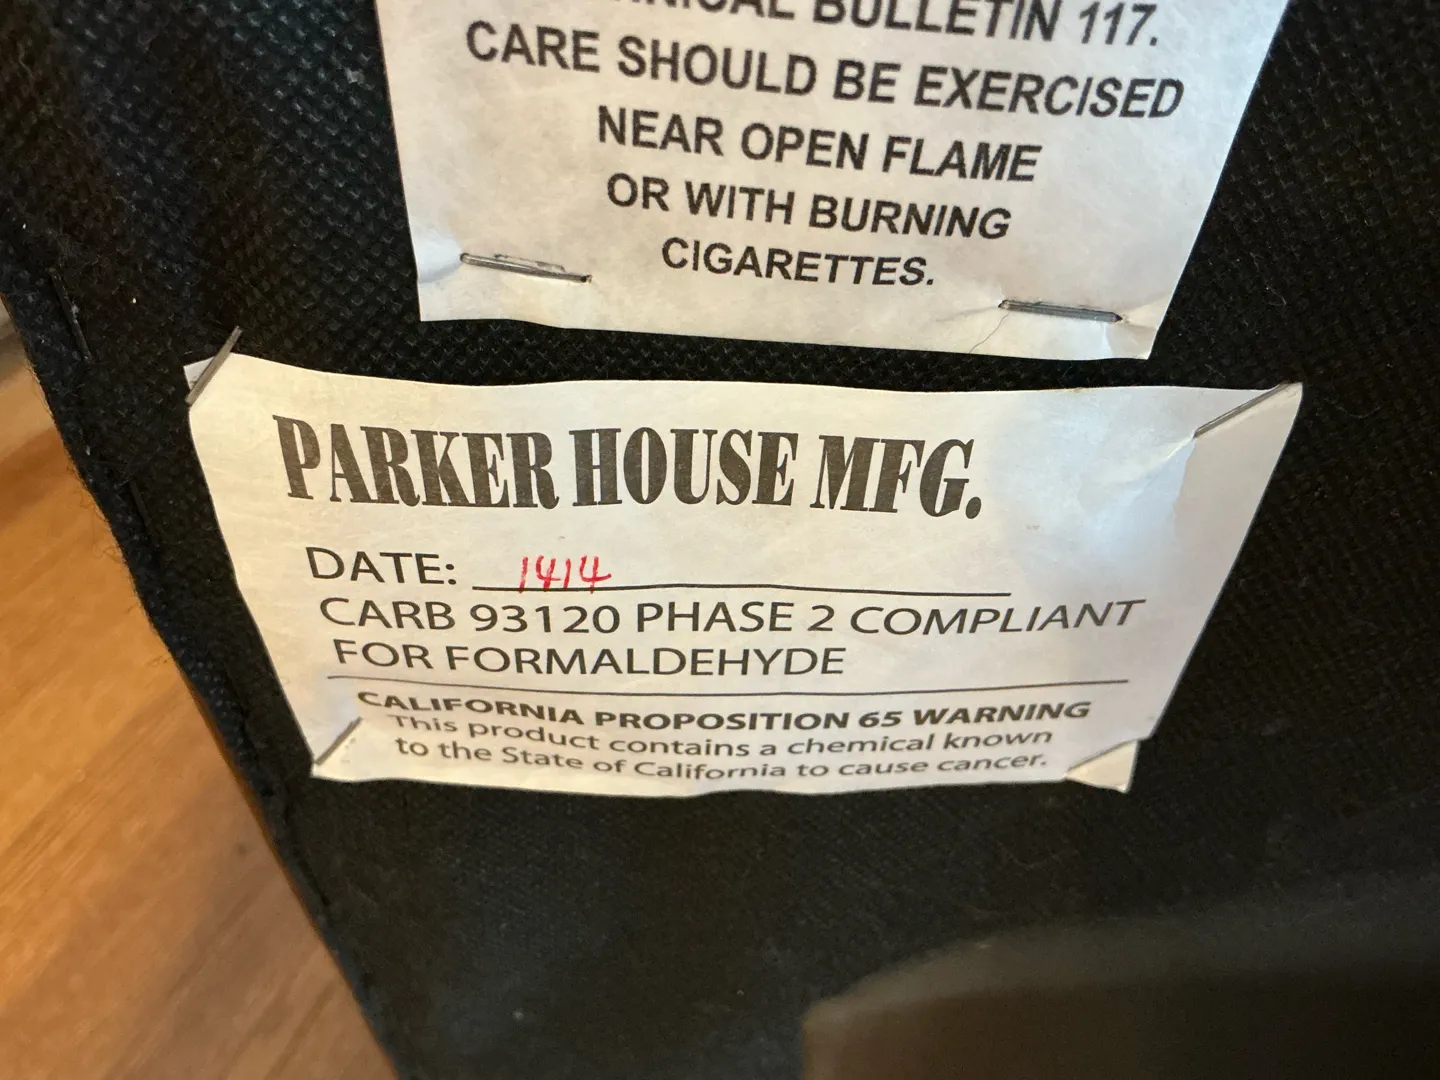 BULLETIN 117.
CARE SHOULD BE EXERCISED
NEAR OPEN FLAME
OR WITH BURNING
CIGARETTES.
PARKER HOUSE MFG.
DATE: 1414
CARB 93120 PHASE 2 COMPLIANT
FOR FORMALDEHYDE
CALIFORNIA PROPOSITION 65 WARNING
This product contains a chemical known
to the State of California to cause cancer.